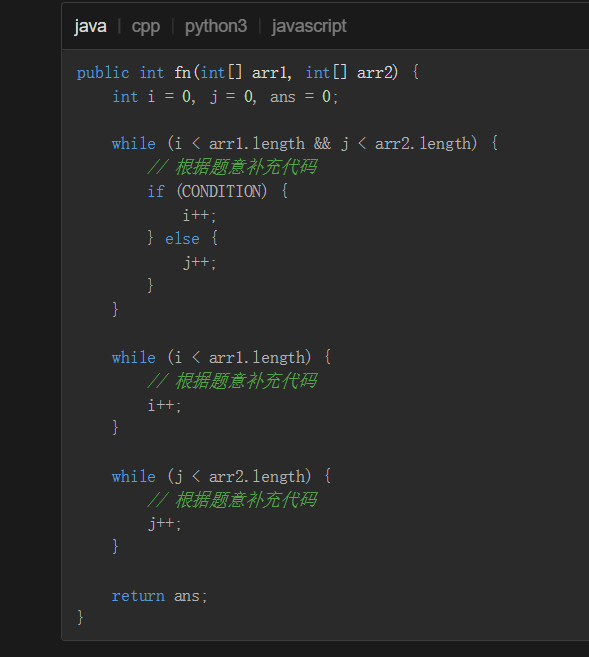 java | cpp | python3 | javascript
public int fn(int[] arr1, int[] arr2) {
    int i = 0, j = 0, ans = 0;

    while (i < arr1.length && j < arr2.length) {
        // 根据题意补充代码
        if (CONDITION) {
            i++;
        } else {
            j++;
        }
    }

    while (i < arr1.length) {
        // 根据题意补充代码
        i++;
    }

    while (j < arr2.length) {
        // 根据题意补充代码
        j++;
    }

    return ans;
}